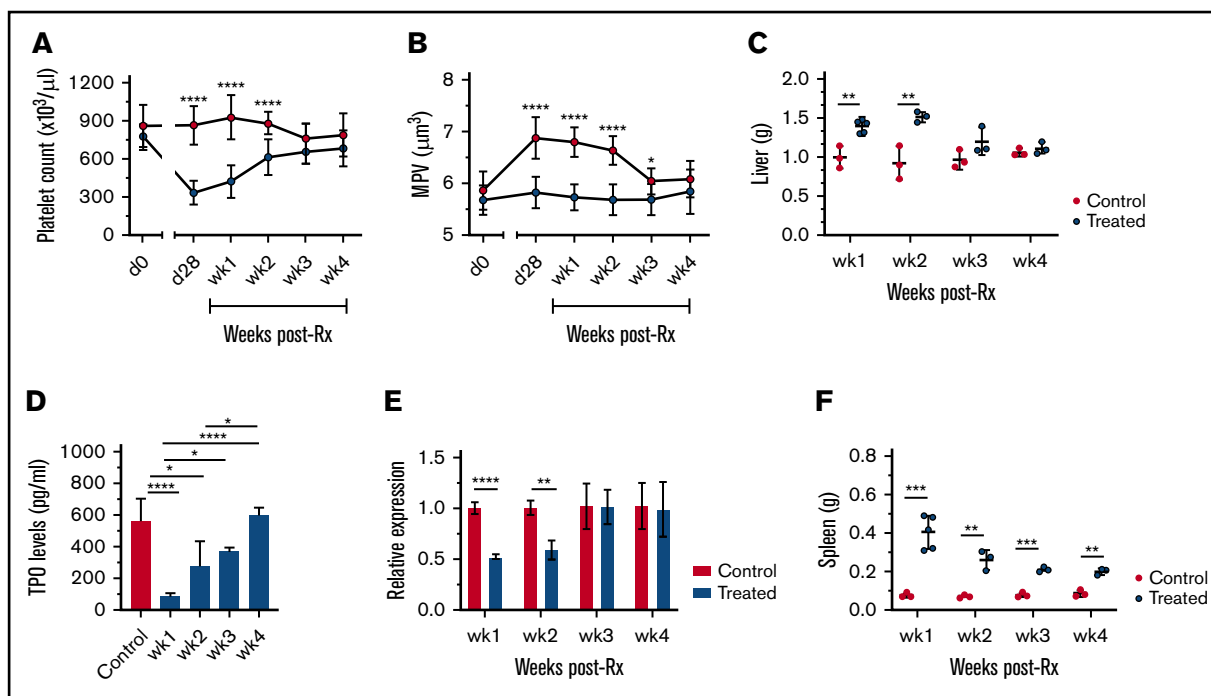 A
Platelet count (x10³/µl)
1200
900
600
300
0
****
****
****
d0
d28
wk1
wk2
wk3
wk4
Weeks post-Rx
B
MPV (µm³)
8
7
6
5
****
****
****
*
d0
d28
wk1
wk2
wk3
wk4
Weeks post-Rx
C
Liver (g)
2.0
1.5
1.0
0.5
0.0
**
**
wk1
wk2
wk3
wk4
Weeks post-Rx
Control
Treated
D
TPO levels (pg/ml)
1000
800
600
400
200
0
*
****
*
*
****
Control
wk1
wk2
wk3
wk4
E
Relative expression
1.5
1.0
0.5
0.0
****
**
wk1
wk2
wk3
wk4
Weeks post-Rx
Control
Treated
F
Spleen (g)
0.8
0.6
0.4
0.2
0.0
***
**
***
**
wk1
wk2
wk3
wk4
Weeks post-Rx
Control
Treated